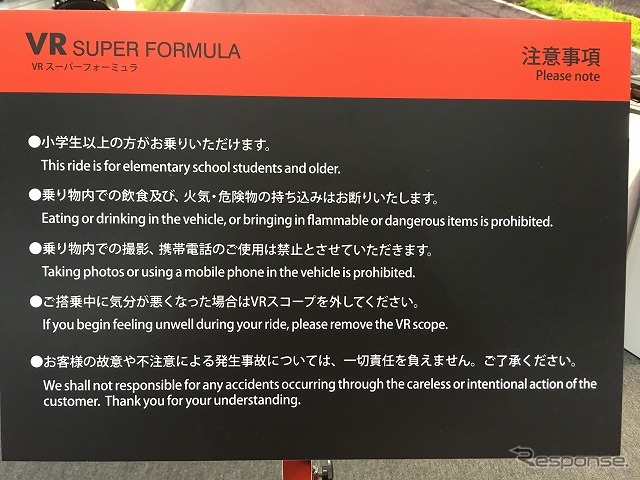 VR SUPER FORMULA
VR スーパーフォーミュラ
注意事項
Please note
●小学生以上の方がお乗りいただけます。
This ride is for elementary school students and older.
●乗り物内での飲食及び、火気・危険物の持ち込みはお断りいたします。
Eating or drinking in the vehicle, or bringing in flammable or dangerous items is prohibited.
●乗り物内での撮影、携帯電話のご使用は禁止とさせていただきます。
Taking photos or using a mobile phone in the vehicle is prohibited.
●ご搭乗中に気分が悪くなった場合はVRスコープを外してください。
If you begin feeling unwell during your ride, please remove the VR scope.
●お客様の故意や不注意による発生事故については、一切責任を負えません。ご了承ください。
We shall not responsible for any accidents occurring through the careless or intentional action of the
customer. Thank you for your understanding.
Response.